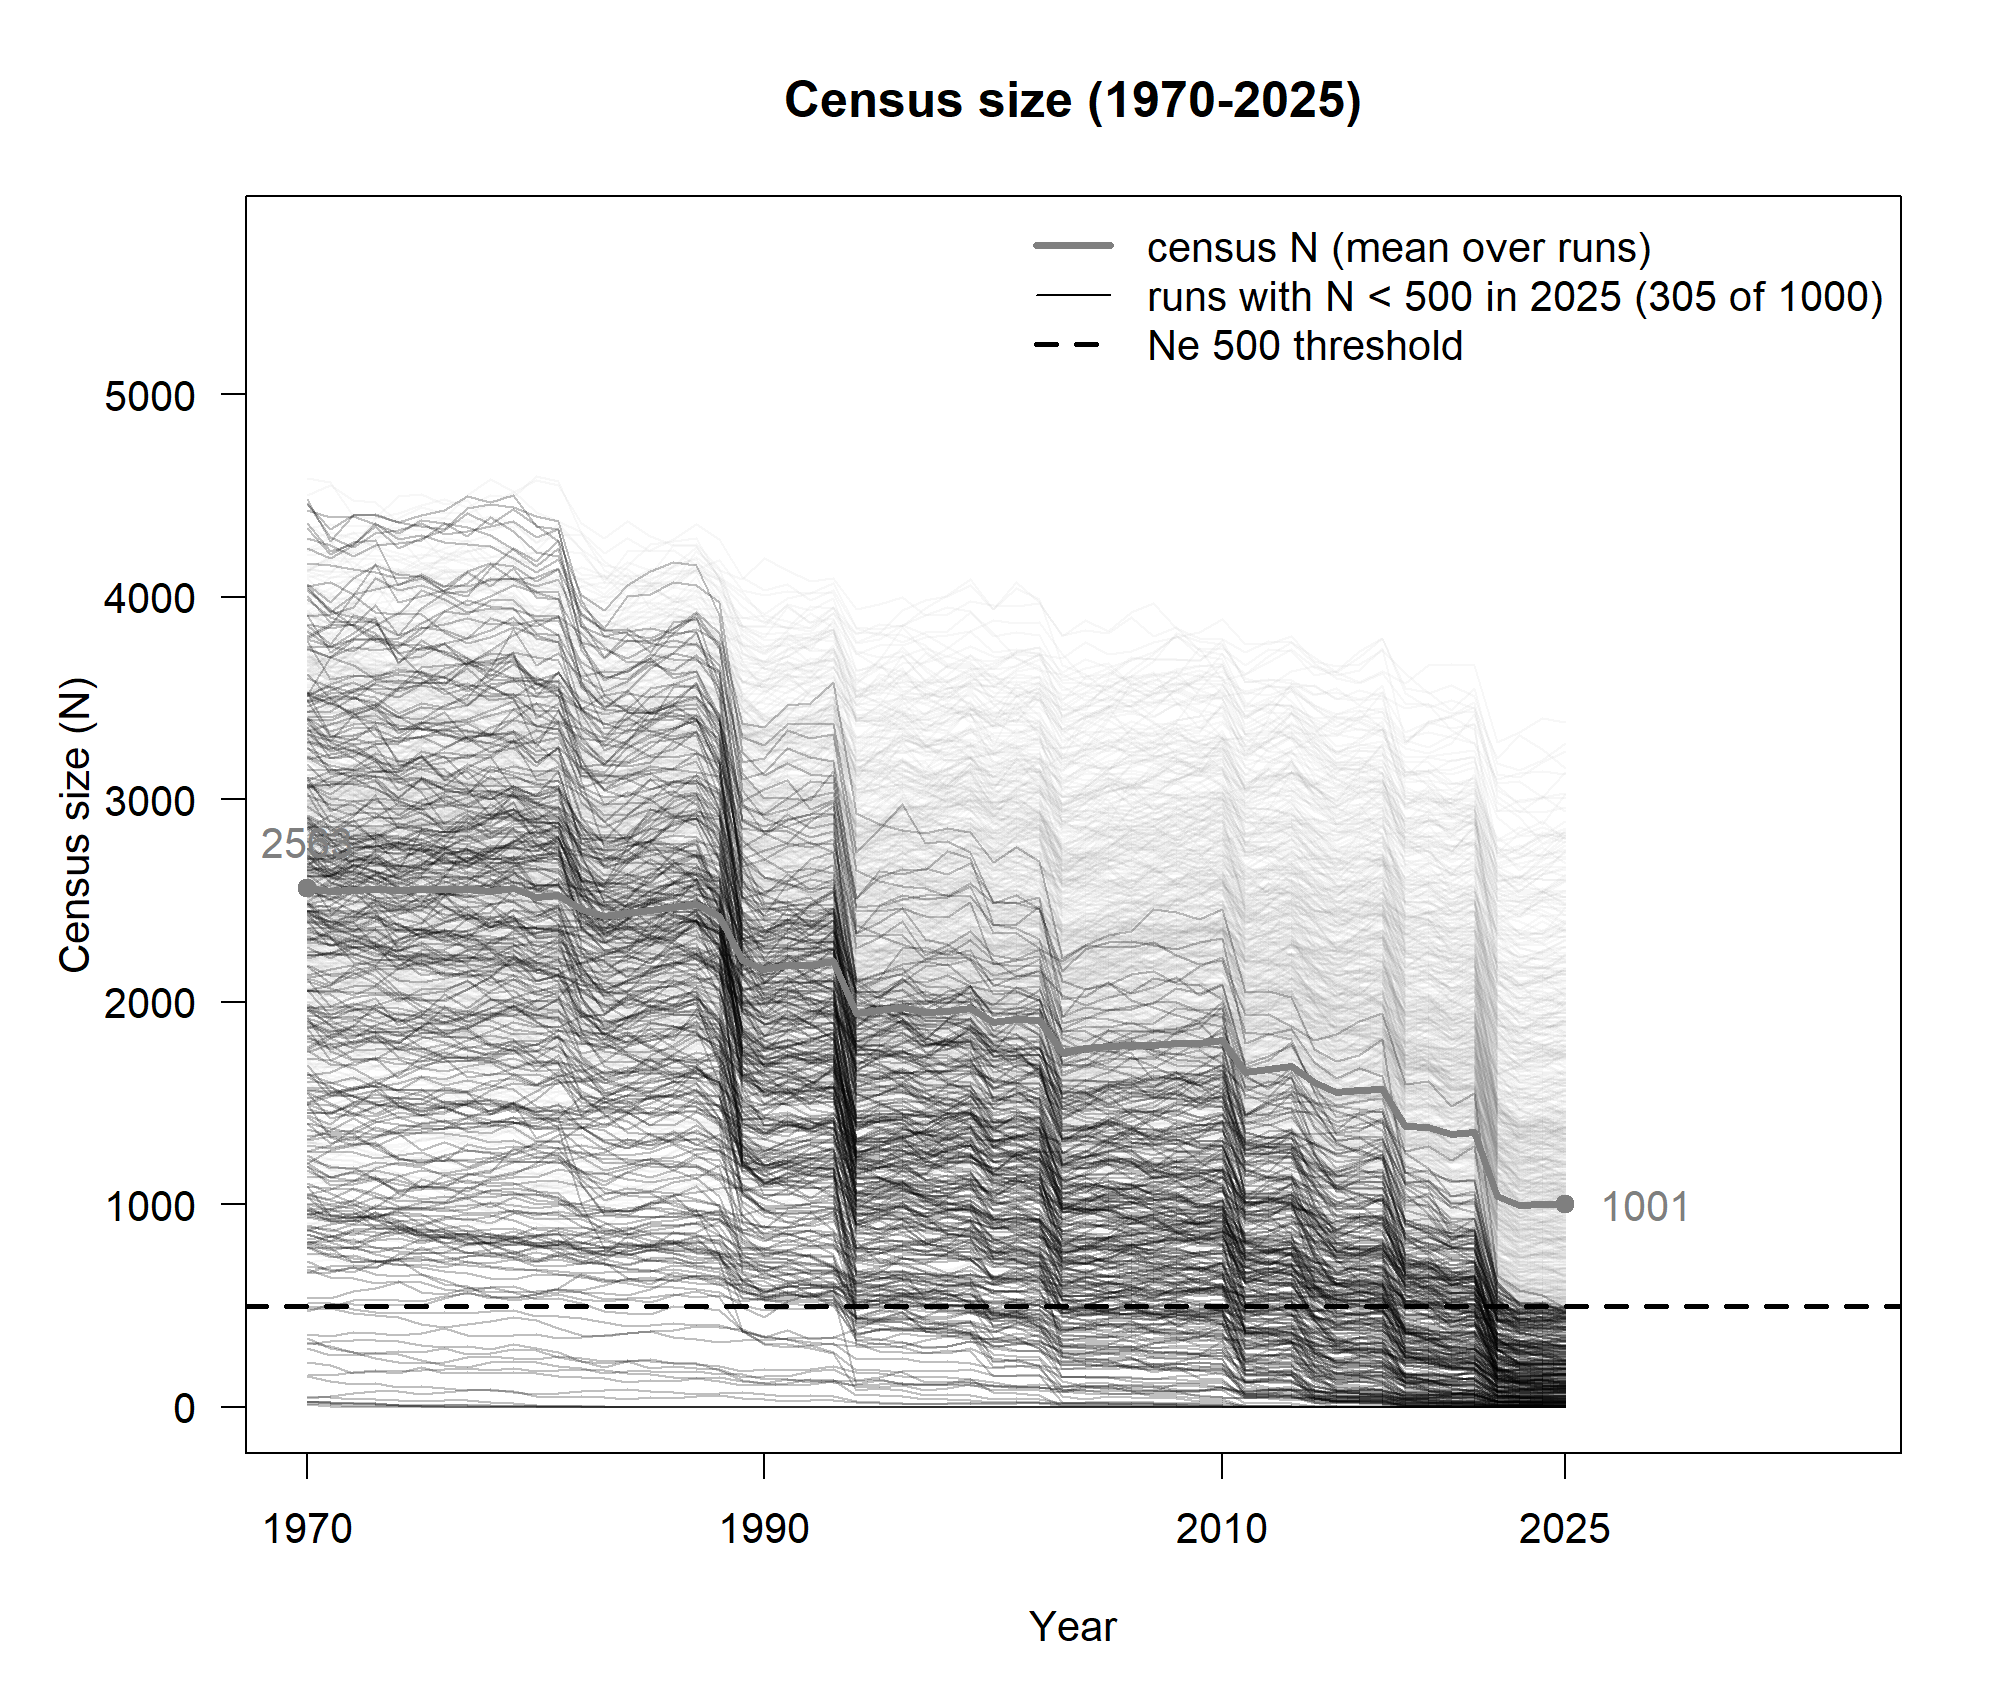 Census size (1970-2025)
census N (mean over runs)
runs with N < 500 in 2025 (305 of 1000)
Ne 500 threshold
Census size (N)
5000
4000
3000
2000
1000
0
1001
1970
1990
2010
2025
Year